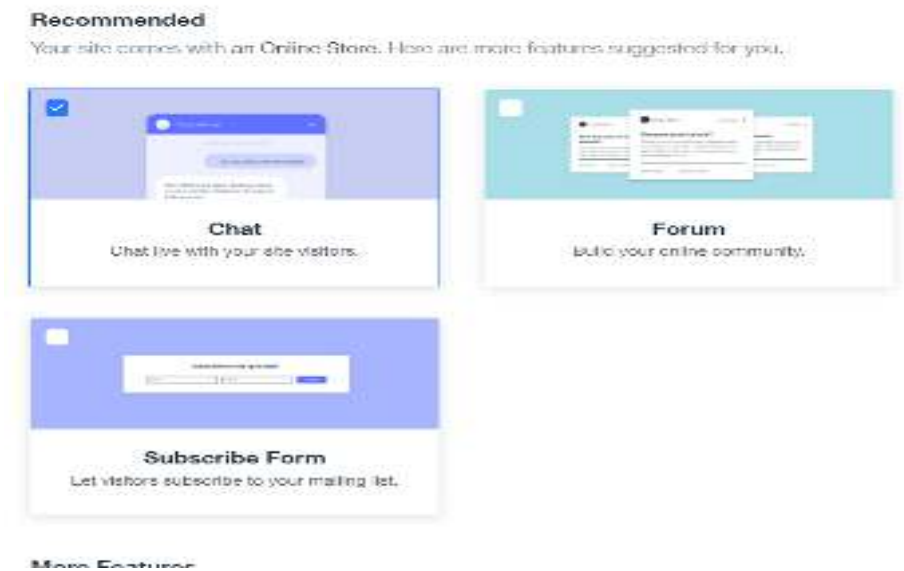 Recommended
Your site comes with an Online Store. Here are more features suggested for you.
Chat
Chat live with your site visitors.
Forum
Build your online community.
Subscribe Form
Let visitors subscribe to your mailing list.
More Features